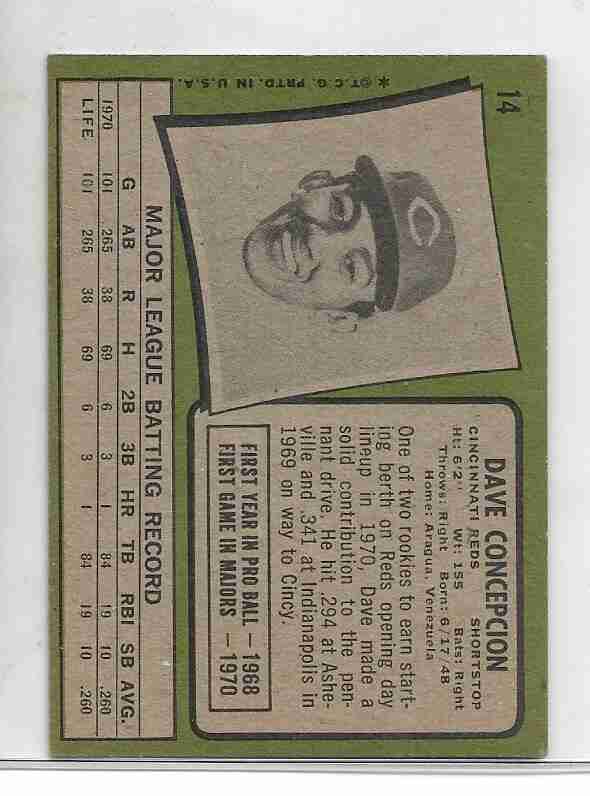 14
DAVE CONCEPCION
CINCINNATI REDS SHORTSTOP
Ht: 6'2'' Wt: 155 Bats: Right
Throws: Right Born: 6/17/48
Home: Aragua, Venezuela
One of two rookies to earn start-
ing berth on Reds opening day
lineup in 1970, Dave made a
solid contribution to the pen-
nant drive. He hit .294 at Ashe-
ville and .341 at Indianapolis in
1969 on way to Cincy.
FIRST YEAR IN PRO BALL — 1968
FIRST GAME IN MAJORS — 1970
C
*©T.C.G. PRTD. IN U.S.A.
MAJOR LEAGUE BATTING RECORD
G AB R H 2B 3B HR TB RBI SB AVG.
1970 101 265 38 69 6 3 1 84 19 10 .260
LIFE 101 265 38 69 6 3 1 84 19 10 .260